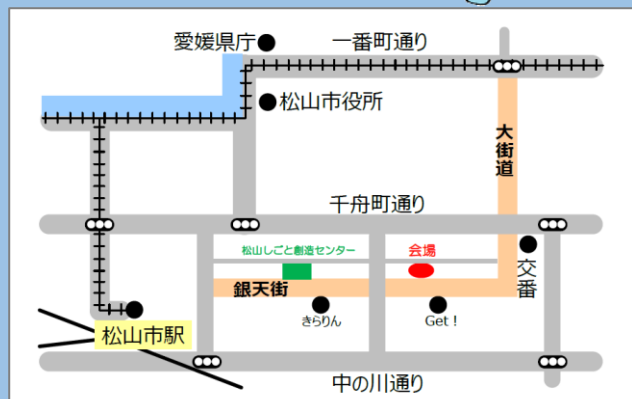 愛媛県庁
一番町通り
松山市役所
大街道
千舟町通り
松山しごと創造センター
会場
交番
銀天街
きらりん
Get！
松山市駅
中の川通り